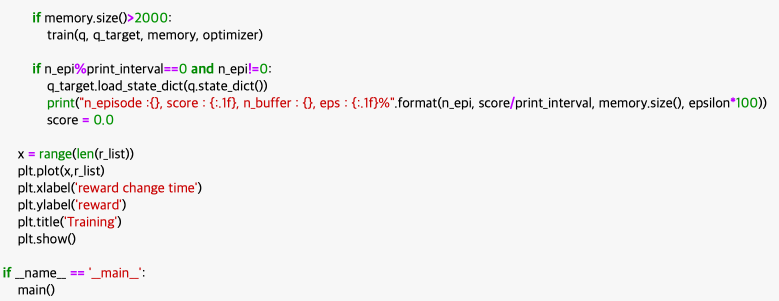 if memory.size()>2000:
train(q, q_target, memory, optimizer)
if n_epi%print_interval==0 and n_epi!=0:
q_target.load_state_dict(q.state_dict())
print("n_episode :{}, score : {:.1f}, n_buffer : {}, eps : {:.1f}%".format(n_epi, score/print_interval, memory.size(), epsilon*100))
score = 0.0
x = range(len(r_list))
plt.plot(x,r_list)
plt.xlabel('reward change time')
plt.ylabel('reward')
plt.title('Training')
plt.show()
if __name__ == '__main__':
main()